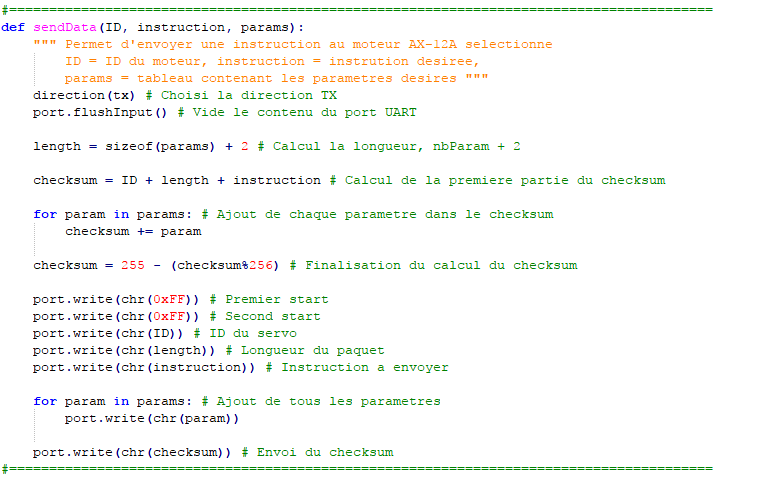 #========================================================================================
def sendData(ID, instruction, params):
    """ Permet d'envoyer une instruction au moteur AX-12A selectionne
    ID = ID du moteur, instruction = instrution desiree,
    params = tableau contenant les parametres desires """
    direction(tx) # Choisi la direction TX
    port.flushInput() # Vide le contenu du port UART
    length = sizeof(params) + 2 # Calcul la longueur, nbParam + 2
    checksum = ID + length + instruction # Calcul de la premiere partie du checksum
    for param in params: # Ajout de chaque parametre dans le checksum
        checksum += param
    checksum = 255 - (checksum%256) # Finalisation du calcul du checksum
    port.write(chr(0xFF)) # Premier start
    port.write(chr(0xFF)) # Second start
    port.write(chr(ID)) # ID du servo
    port.write(chr(length)) # Longueur du paquet
    port.write(chr(instruction)) # Instruction a envoyer
    for param in params: # Ajout de tous les parametres
        port.write(chr(param))
    port.write(chr(checksum)) # Envoi du checksum
#========================================================================================